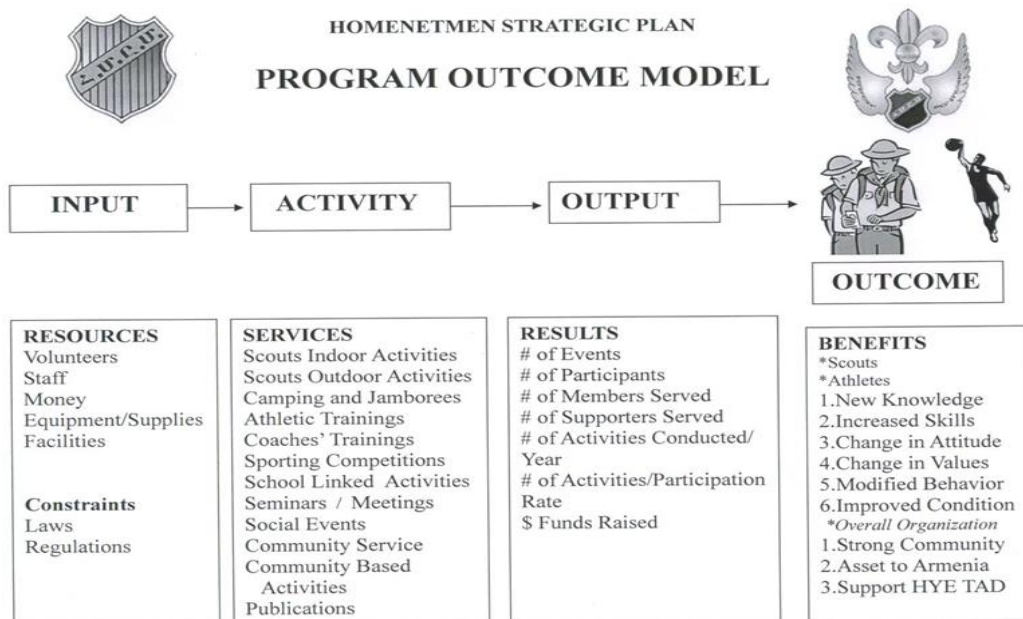 HOMENETMEN STRATEGIC PLAN
PROGRAM OUTCOME MODEL
Հ.Մ.Ը.Մ.
INPUT
ACTIVITY
OUTPUT
OUTCOME
RESOURCES
Volunteers
Staff
Money
Equipment/Supplies
Facilities
Constraints
Laws
Regulations
SERVICES
Scouts Indoor Activities
Scouts Outdoor Activities
Camping and Jamborees
Athletic Trainings
Coaches' Trainings
Sporting Competitions
School Linked Activities
Seminars / Meetings
Social Events
Community Service
Community Based
Activities
Publications
RESULTS
# of Events
# of Participants
# of Members Served
# of Supporters Served
# of Activities Conducted/
Year
# of Activities/Participation
Rate
$ Funds Raised
BENEFITS
*Scouts
*Athletes
1.New Knowledge
2.Increased Skills
3.Change in Attitude
4.Change in Values
5.Modified Behavior
6.Improved Condition
*Overall Organization
1.Strong Community
2.Asset to Armenia
3.Support HYE TAD